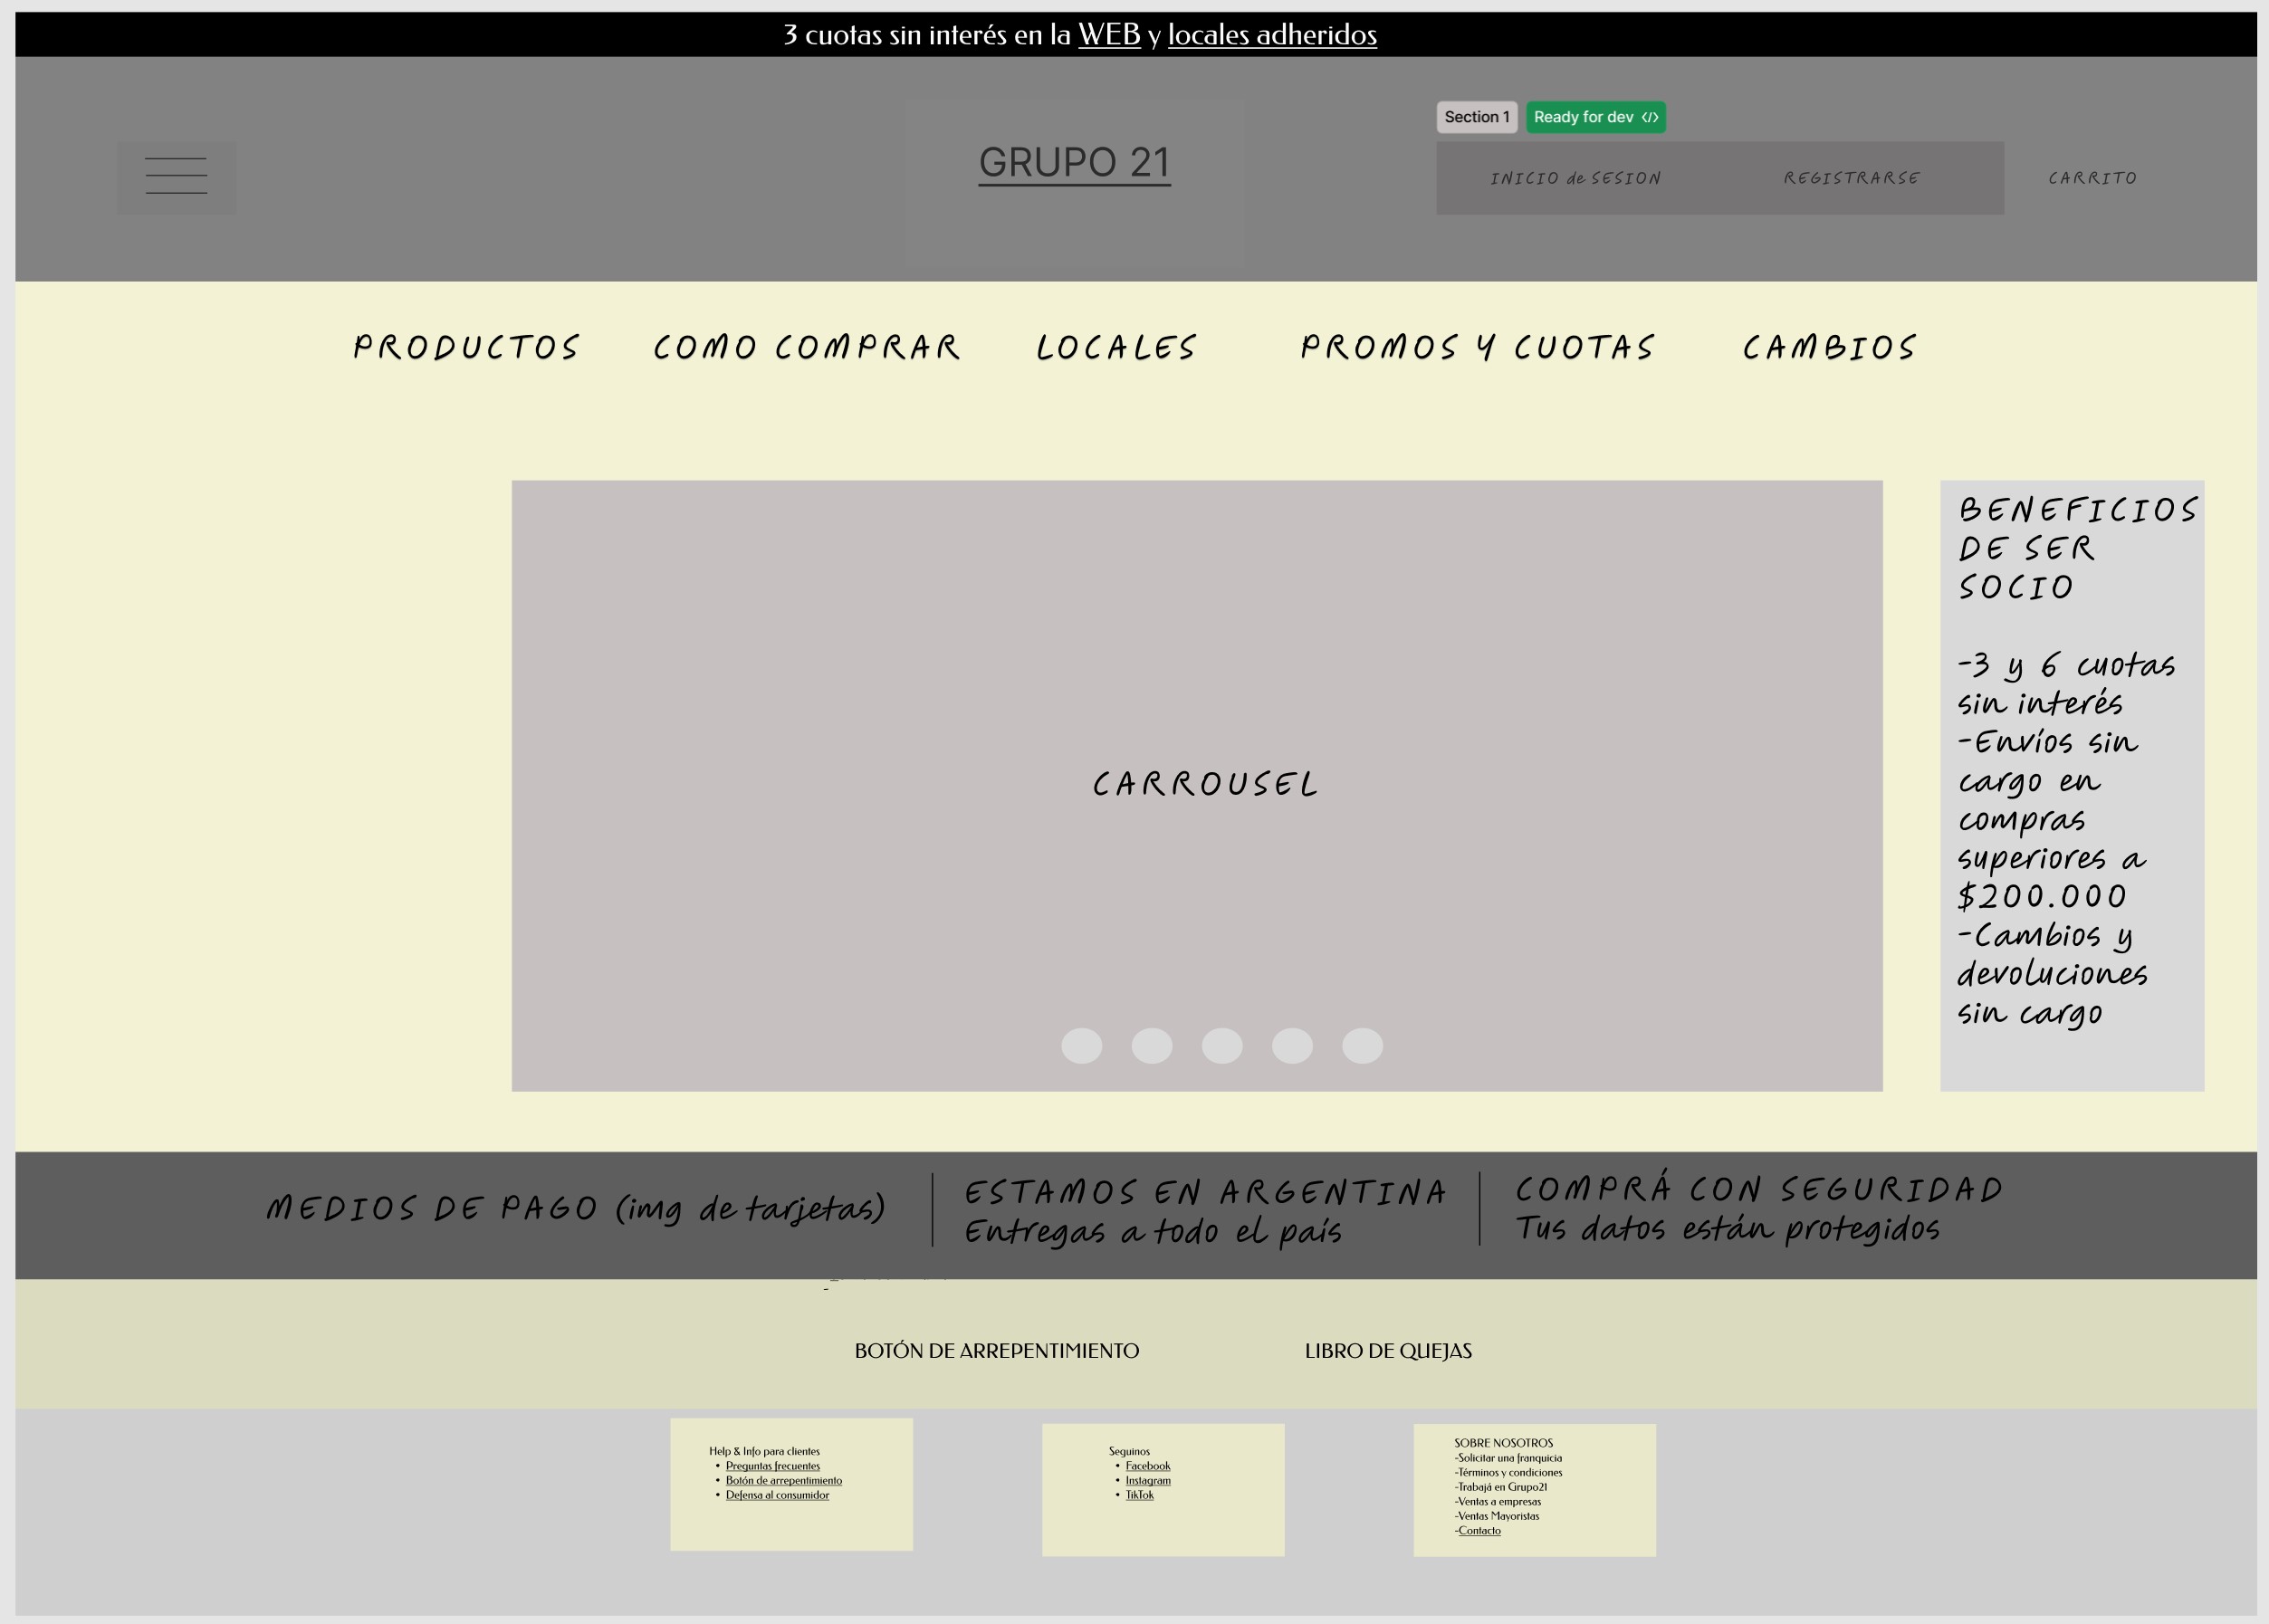 3 cuotas sin interés en la WEB y locales adheridos
Section 1 Ready for dev </>
GRUPO 21
INICIO de SESION REGISTRARSE CARRITO
PRODUCTOS COMO COMPRAR LOCALES PROMOS Y CUOTAS CAMBIOS
CARROUSEL
BENEFICIOS
DE SER
SOCIO
-3 y 6 cuotas
sin interés
-Envíos sin
cargo en
compras
superiores a
$200.000
-Cambios y
devoluciones
sin cargo
MEDIOS DE PAGO (img de tarjetas)
ESTAMOS EN ARGENTINA
Entregas a todo el país
COMPRÁ CON SEGURIDAD
Tus datos están protegidos
-
BOTÓN DE ARREPENTIMIENTO LIBRO DE QUEJAS
Help & Info para clientes
• Preguntas frecuentes
• Botón de arrepentimiento
• Defensa al consumidor
Seguinos
• Facebook
• Instagram
• TikTok
SOBRE NOSOTROS
-Solicitar una franquicia
-Términos y condiciones
-Trabajá en Grupo21
-Ventas a empresas
-Ventas Mayoristas
-Contacto